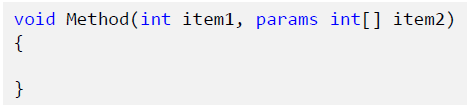 void Method(int item1, params int[] item2)
{
}